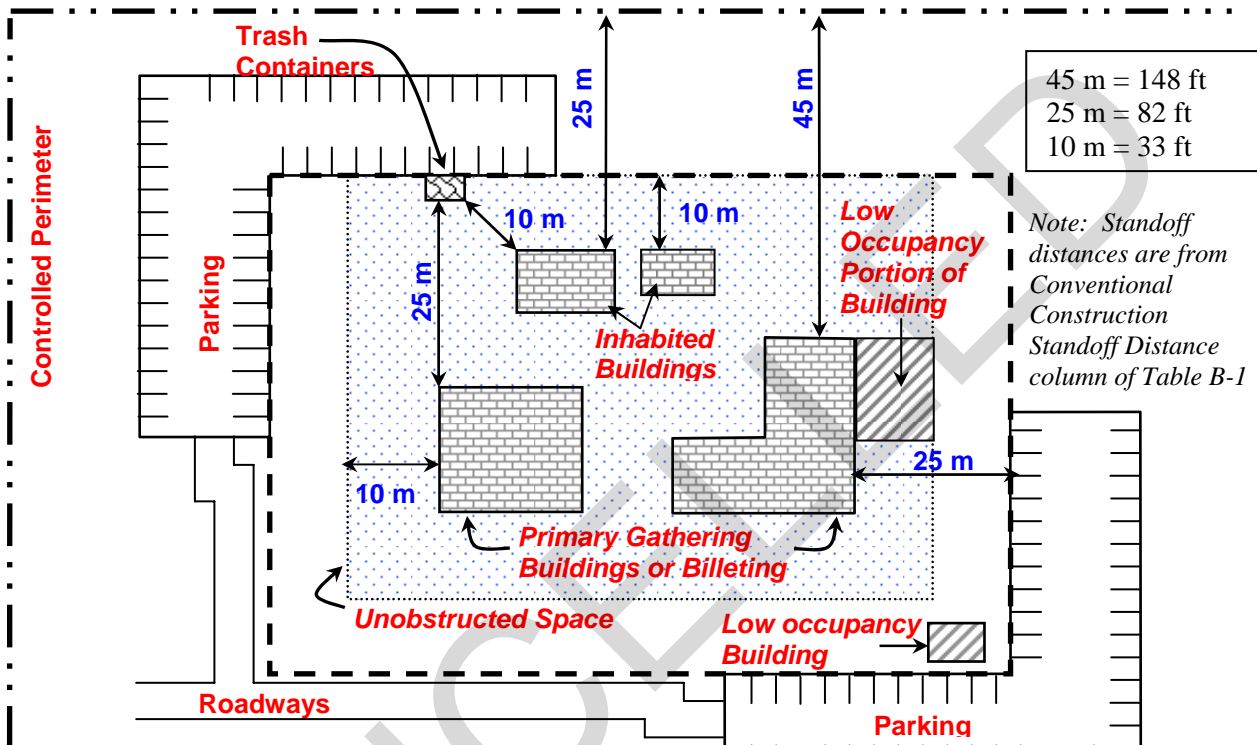 Trash
Containers
25 m
45 m
45 m = 148 ft
25 m = 82 ft
10 m = 33 ft
Controlled Perimeter
Parking
10 m
10 m
Low
Occupancy
Portion of
Building
Note: Standoff
distances are from
Conventional
Construction
Standoff Distance
column of Table B-1
25 m
Inhabited
Buildings
25 m
10 m
Primary Gathering
Buildings or Billeting
Unobstructed Space
Low occupancy
Building
Roadways
Parking
NCELLED